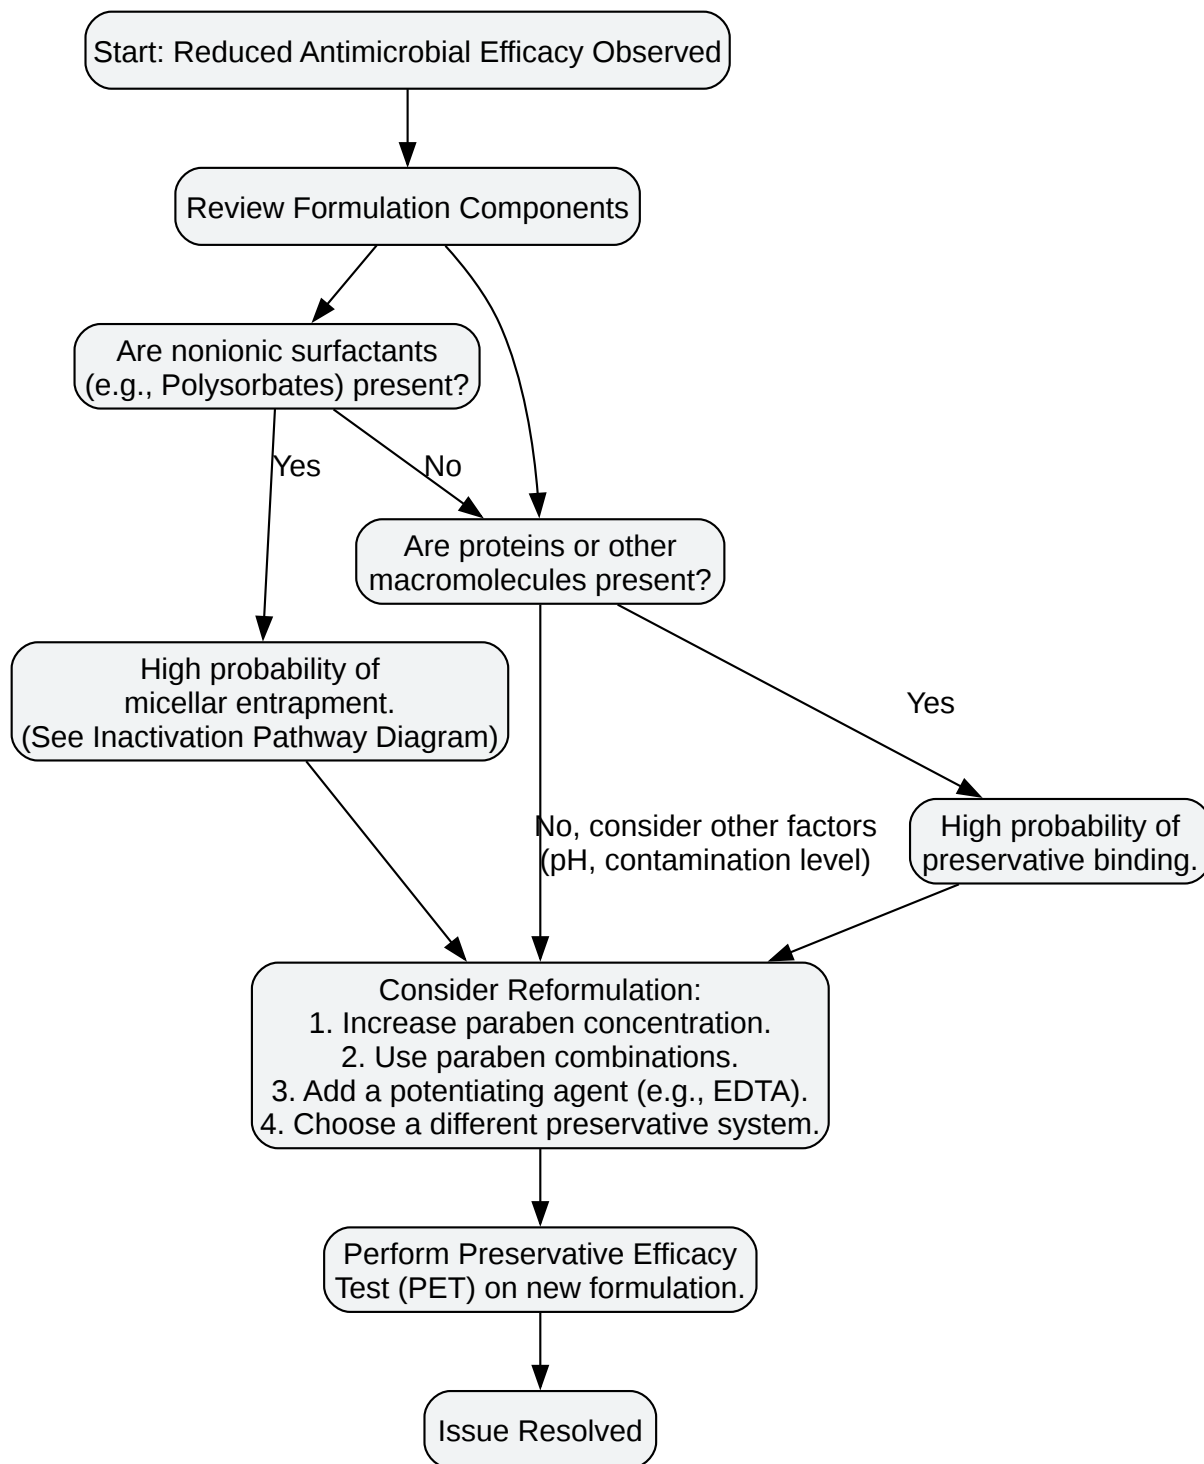 Start: Reduced Antimicrobial Efficacy Observed
Review Formulation Components
Are nonionic surfactants
(e.g., Polysorbates) present?
Yes
No
Are proteins or other
macromolecules present?
High probability of
micellar entrapment.
(See Inactivation Pathway Diagram)
Yes
No, consider other factors
(pH, contamination level)
High probability of
preservative binding.
Consider Reformulation:
1. Increase paraben concentration.
2. Use paraben combinations.
3. Add a potentiating agent (e.g., EDTA).
4. Choose a different preservative system.
Perform Preservative Efficacy
Test (PET) on new formulation.
Issue Resolved